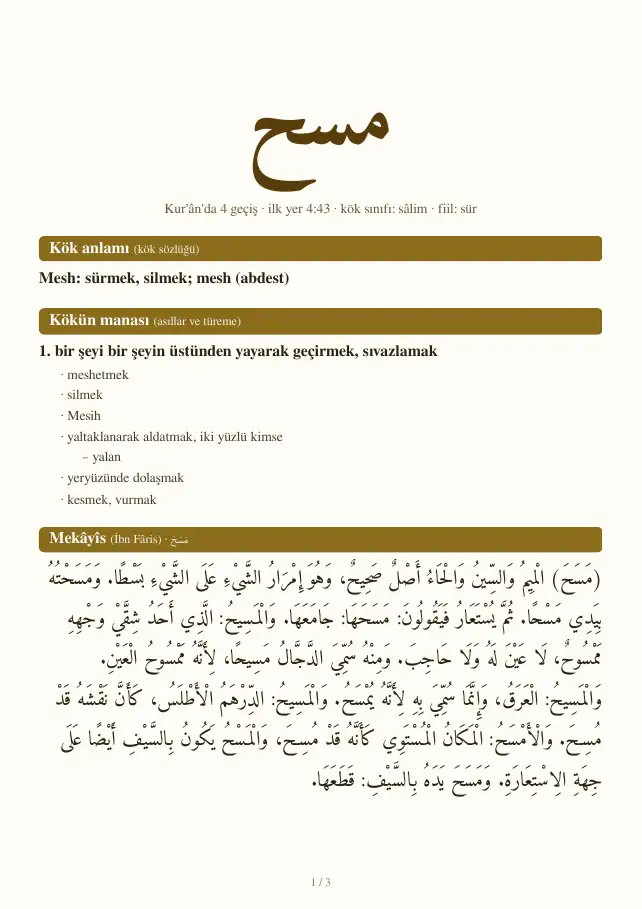 مسح
Kur'ân'da 4 geçiş · ilk yer 4:43 · kök sınıfı: sâlim · fiil: sür
Kök anlamı (kök sözlüğü)
Mesh: sürmek, silmek; mesh (abdest)
Kökün manası (asıllar ve türeme)
1. bir şeyi bir şeyin üstünden yayarak geçirmek, sıvazlamak
· meshetmek
· silmek
· Mesih
· yaltaklanarak aldatmak, iki yüzlü kimse
– yalan
· yeryüzünde dolaşmak
· kesmek, vurmak
Mekâyîs (İbn Fâris) · مَسَحَ
(مَسَحَ) الْمِيمُ وَالسِّينُ وَالْحَاءُ أَصْلٌ صَحِيحٌ، وَهُوَ إِمْرَارُ الشَّيْءِ عَلَى الشَّيْءِ بَسْطًا. وَمَسَحْتُهُ
بِيَدِي مَسْحًا. ثُمَّ يُسْتَعَارُ فَيَقُولُونَ: مَسَحَهَا: جَامَعَهَا. وَالْمَسِيحُ: الَّذِي أَحَدُ شِقَّيْ وَجْهِهِ
مَمْسُوحٌ، لَا عَيْنَ لَهُ وَلَا حَاجِبَ. وَمِنْهُ سُمِّيَ الدَّجَّالُ مَسِيحًا، لِأَنَّهُ مَمْسُوحُ الْعَيْنِ.
وَالْمَسِيحُ: الْعَرَقُ، وَإِنَّمَا سُمِّيَ بِهِ لِأَنَّهُ يُمْسَحُ. وَالْمَسِيحُ: الدِّرْهَمُ الْأَطْلَسُ، كَأَنَّ نَقْشَهُ قَدْ
مُسِحَ. وَالْأَمْسَحُ: الْمَكَانُ الْمُسْتَوِي كَأَنَّهُ قَدْ مُسِحَ، وَالْمَسْحُ يَكُونُ بِالسَّيْفِ أَيْضًا عَلَى
جِهَةِ الِاسْتِعَارَةِ. وَمَسَحَ يَدَهُ بِالسَّيْفِ: قَطَعَهَا.
1 / 3